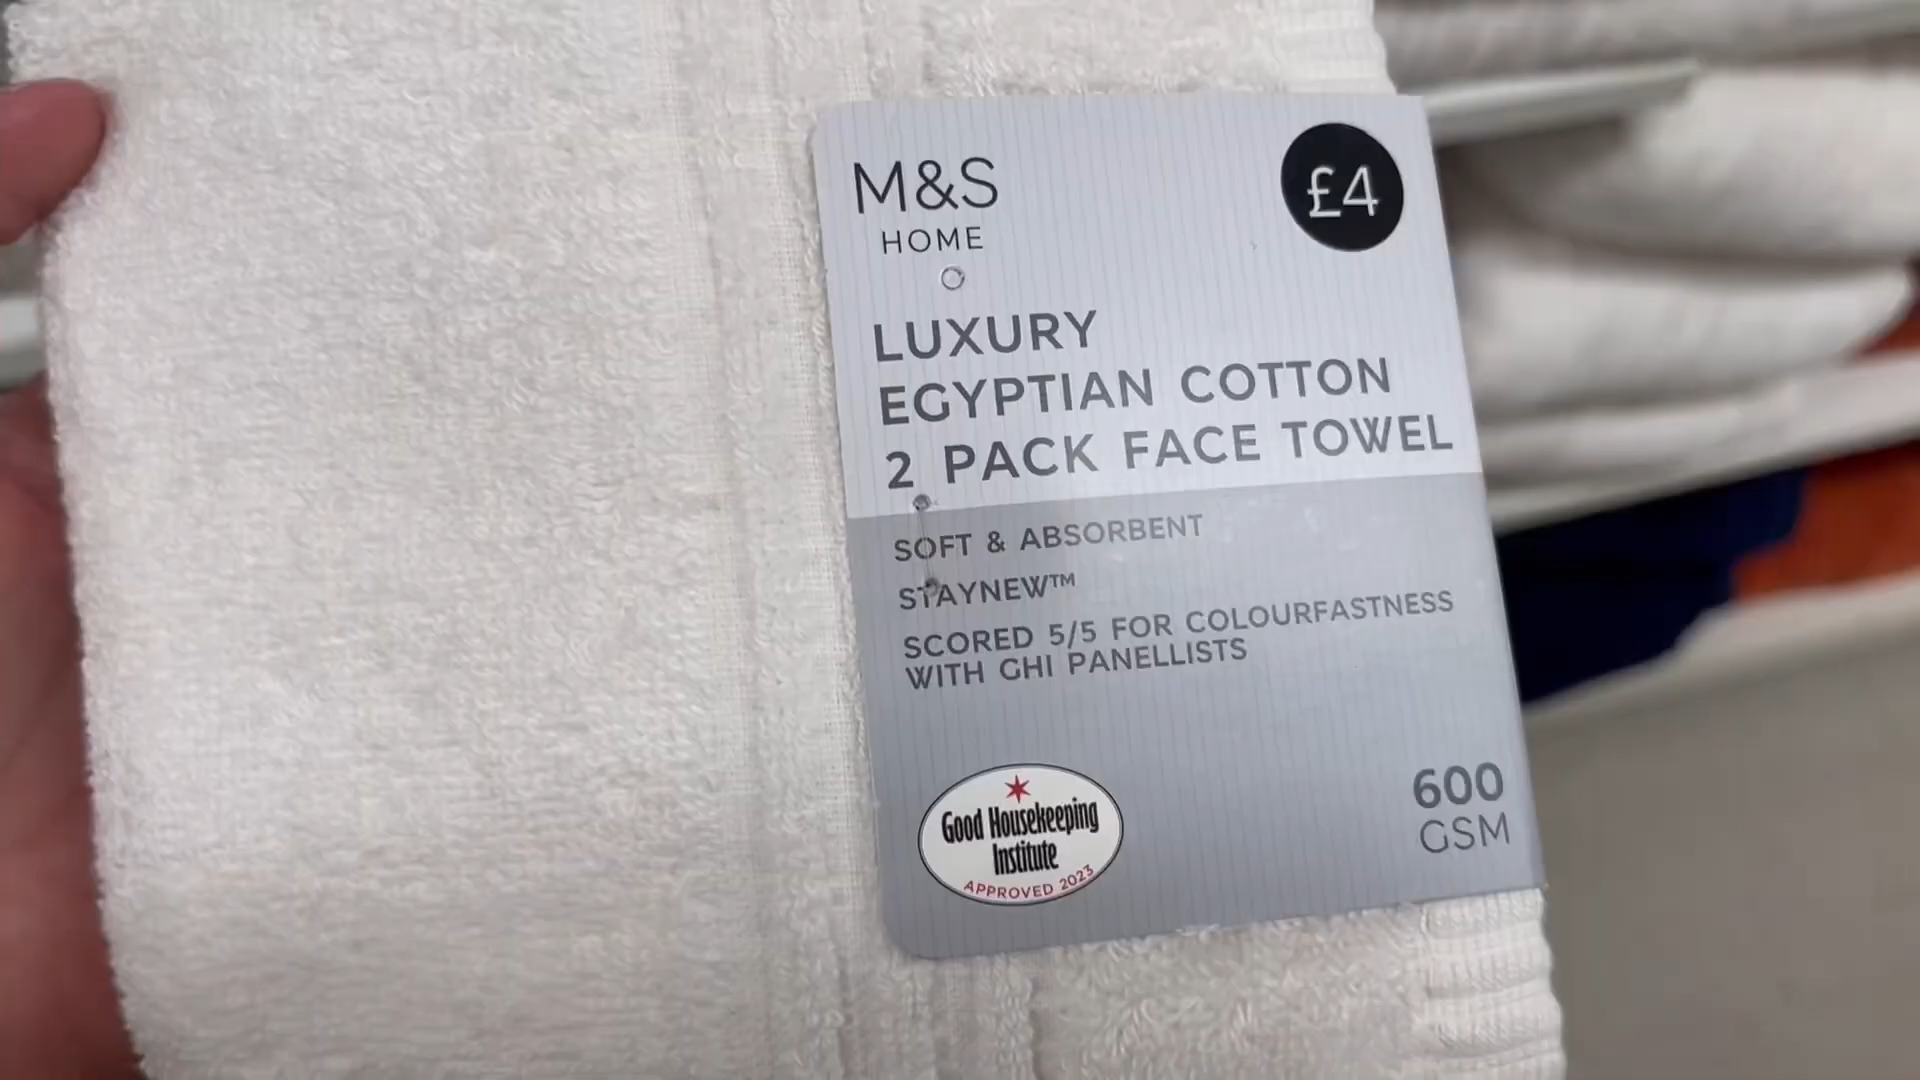 M&S
HOME
£4
LUXURY
EGYPTIAN COTTON
2 PACK FACE TOWEL
SOFT & ABSORBENT
STAYNEW™
SCORED 5/5 FOR COLOURFASTNESS
WITH GHI PANELLISTS
Good Housekeeping
Institute
APPROVED 2023
600
GSM